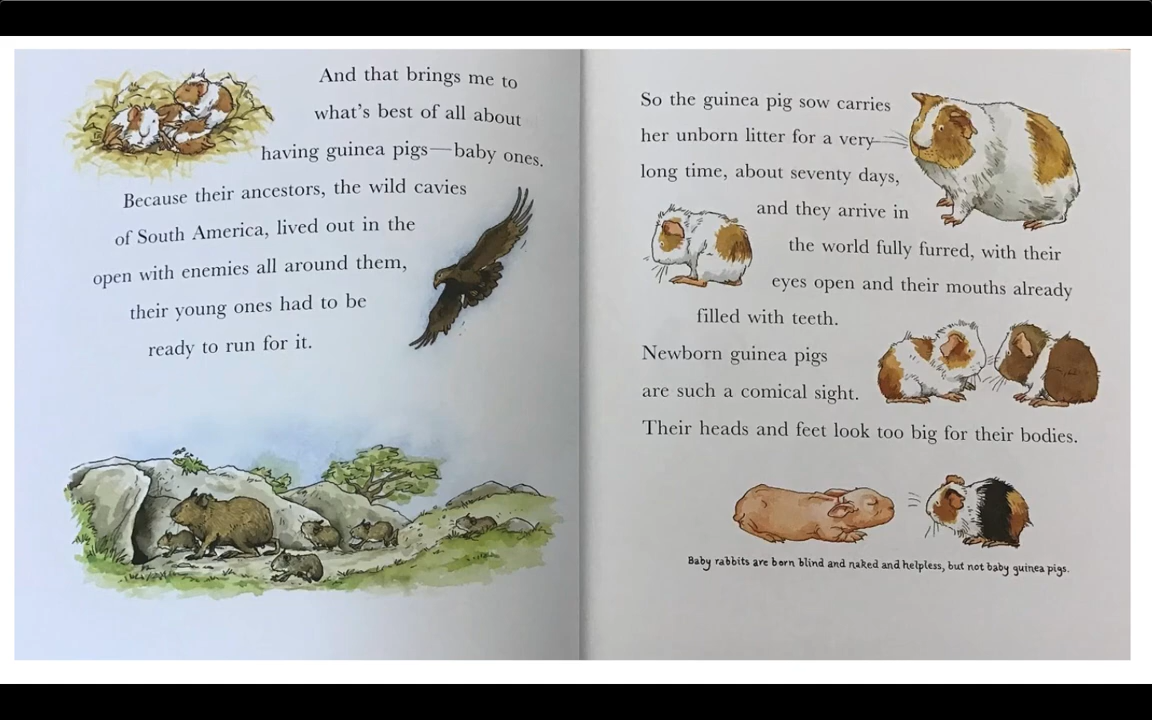 And that brings me to
what's best of all about
having guinea pigs—baby ones.
Because their ancestors, the wild cavies
of South America, lived out in the
open with enemies all around them,
their young ones had to be
ready to run for it.
So the guinea pig sow carries
her unborn litter for a very
long time, about seventy days,
and they arrive in
the world fully furred, with their
eyes open and their mouths already
filled with teeth.
Newborn guinea pigs
are such a comical sight.
Their heads and feet look too big for their bodies.
Baby rabbits are born blind and naked and helpless, but not baby guinea pigs.